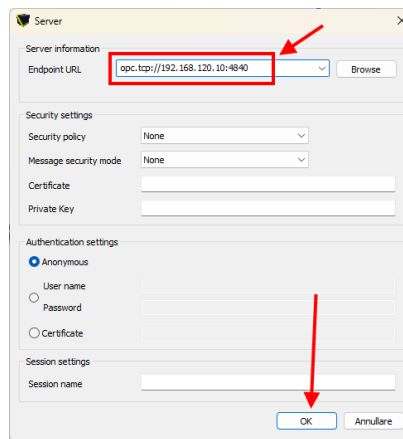 Server
Server information
Endpoint URL opc.tcp://192.168.120.10:4840 Browse
Security settings
Security policy None
Message security mode None
Certificate
Private Key
Authentication settings
Anonymous
User name
Password
Certificate
Session settings
Session name
OK Annullare